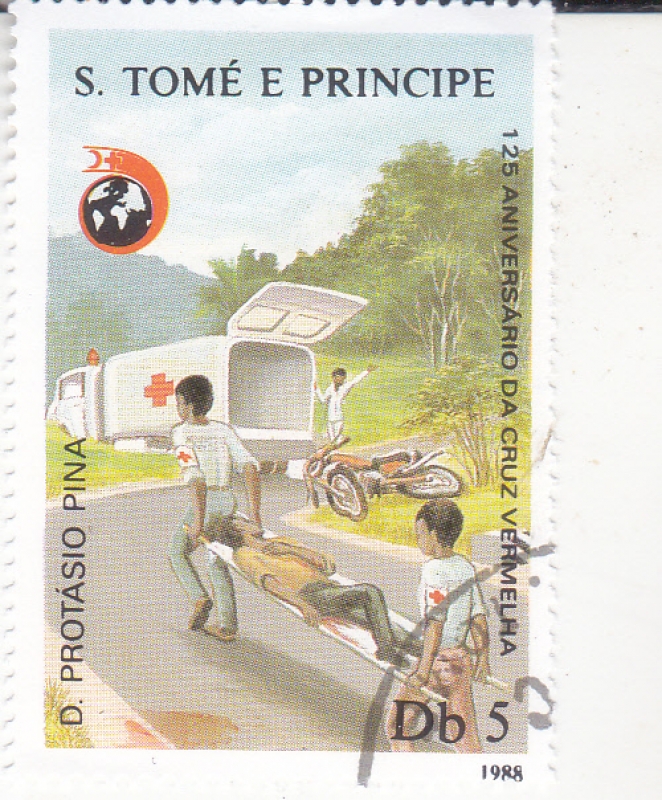 S. TOMÉ E PRINCIPE
125 ANIVERSÁRIO DA CRUZ VERMELHA
D. PROTÁSIO PINA
Db 5
1988